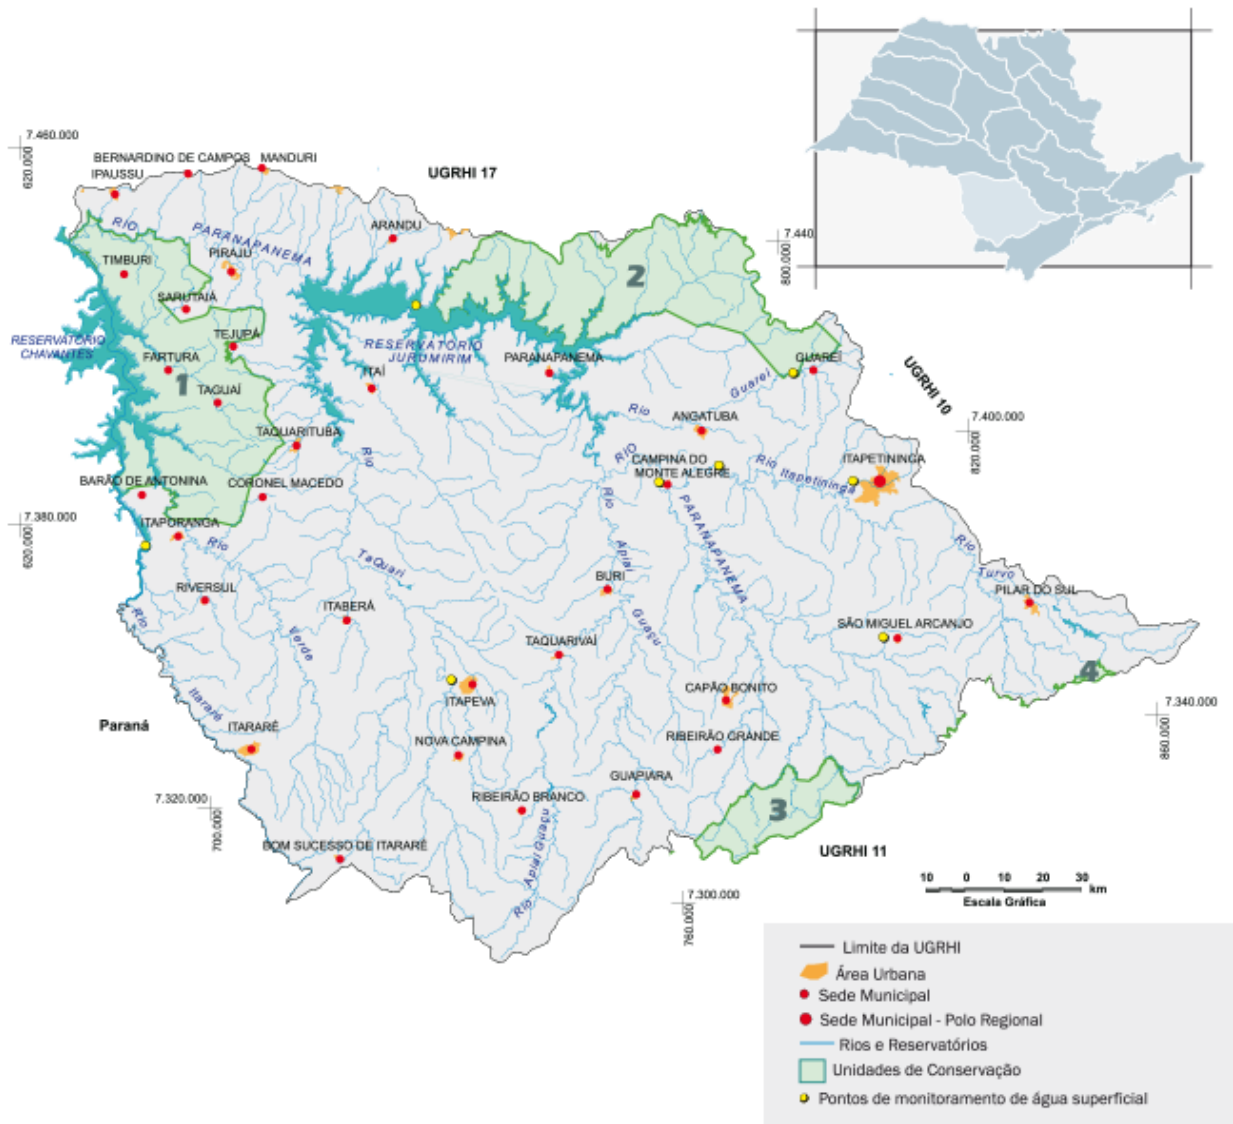 7.460.000
620.000
BERNARDINO DE CAMPOS
MANDURI
IPAUSSU
UGRHI 17
RIO
PARANAPANEMA
ARANDU
7.440
800.000
TIMBURI
PIRAJU
2
SARUTAIÁ
TEJUPÁ
RESERVATÓRIO
CHAVANTES
RESERVATÓRIO
JURUMIRIM
FARTURA
PARANAPANEMA
GUAREÍ
UGRHI 10
1
ITAÍ
Guareí
TAGUAÍ
Rio
ANGATUBA
7.400.000
820.000
TAQUARITUBA
Rio
RIO
CAMPINA DO
MONTE ALEGRE
Rio Itapetininga
ITAPETININGA
BARÃO DE ANTONINA
CORONEL MACEDO
Rio
PARANAPANEMA
7.380.000
620.000
ITAPORANGA
Rio
Apiaí
Rio
TaQuari
Turvo
RIVERSUL
BURI
PILAR DO SUL
Rio
ITABERÁ
Guaçu
SÃO MIGUEL ARCANJO
Verde
TAQUARIVAÍ
4
Itararé
ITAPEVA
CAPÃO BONITO
7.340.000
860.000
Paraná
ITARARÉ
NOVA CAMPINA
RIBEIRÃO GRANDE
GUAPIARA
7.320.000
700.000
RIBEIRÃO BRANCO
3
BOM SUCESSO DE ITARARÉ
Rio Apiaí Guaçu
UGRHI 11
7.300.000
760.000
10 0 10 20 30
km
Escala Gráfica
Limite da UGRHI
Área Urbana
Sede Municipal
Sede Municipal - Polo Regional
Rios e Reservatórios
Unidades de Conservação
Pontos de monitoramento de água superficial